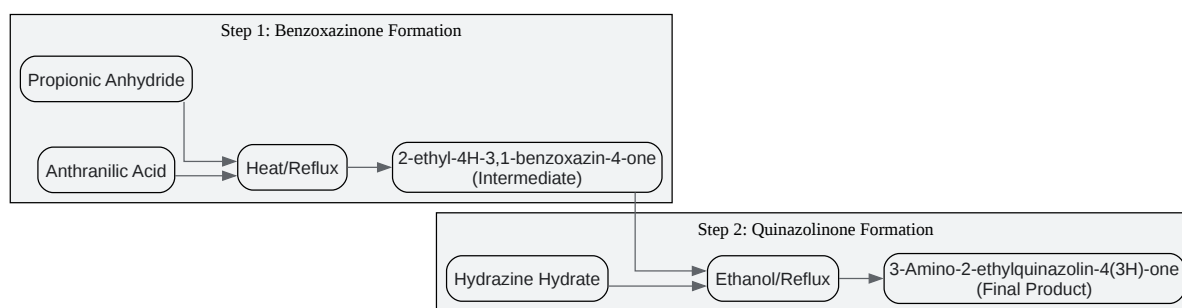 Step 1: Benzoxazinone Formation
Propionic Anhydride
Anthranilic Acid
Heat/Reflux
2-ethyl-4H-3,1-benzoxazin-4-one
(Intermediate)
Step 2: Quinazolinone Formation
Hydrazine Hydrate
Ethanol/Reflux
3-Amino-2-ethylquinazolin-4(3H)-one
(Final Product)